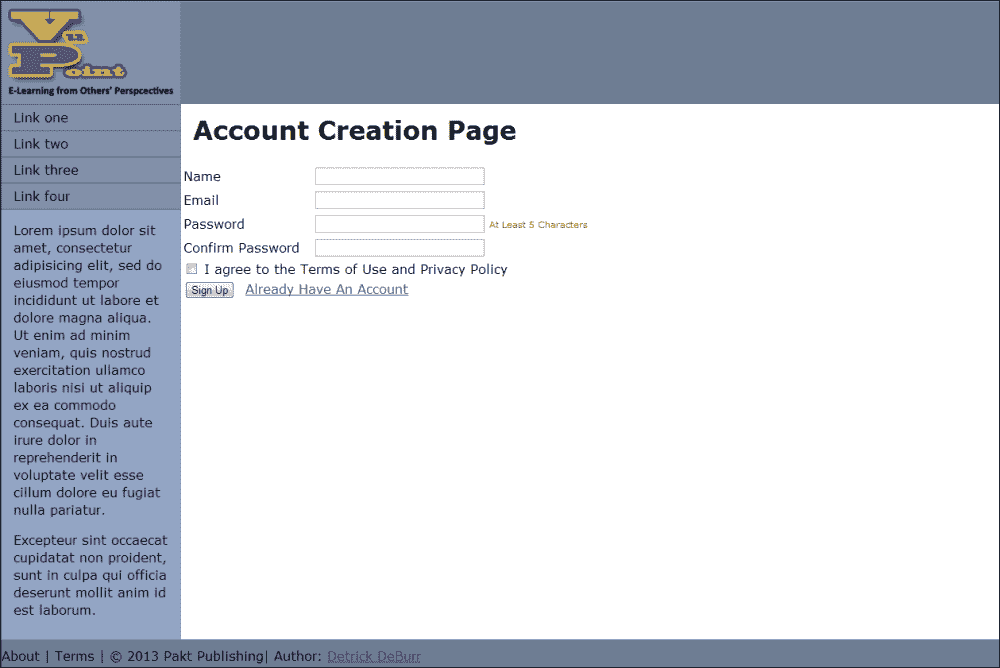 Vu
Point
E-Learning from Others' Perspcectives
Link one
Link two
Link three
Link four
Lorem ipsum dolor sit
amet, consectetur
adipisicing elit, sed do
eiusmod tempor
incididunt ut labore et
dolore magna aliqua.
Ut enim ad minim
veniam, quis nostrud
exercitation ullamco
laboris nisi ut aliquip
ex ea commodo
consequat. Duis aute
irure dolor in
reprehenderit in
voluptate velit esse
cillum dolore eu fugiat
nulla pariatur.
Excepteur sint occaecat
cupidatat non proident,
sunt in culpa qui officia
deserunt mollit anim id
est laborum.
Account Creation Page
Name
Email
Password At Least 5 Characters
Confirm Password
I agree to the Terms of Use and Privacy Policy
Sign Up Already Have An Account
About | Terms | © 2013 Pakt Publishing| Author: Detrick DeBurr